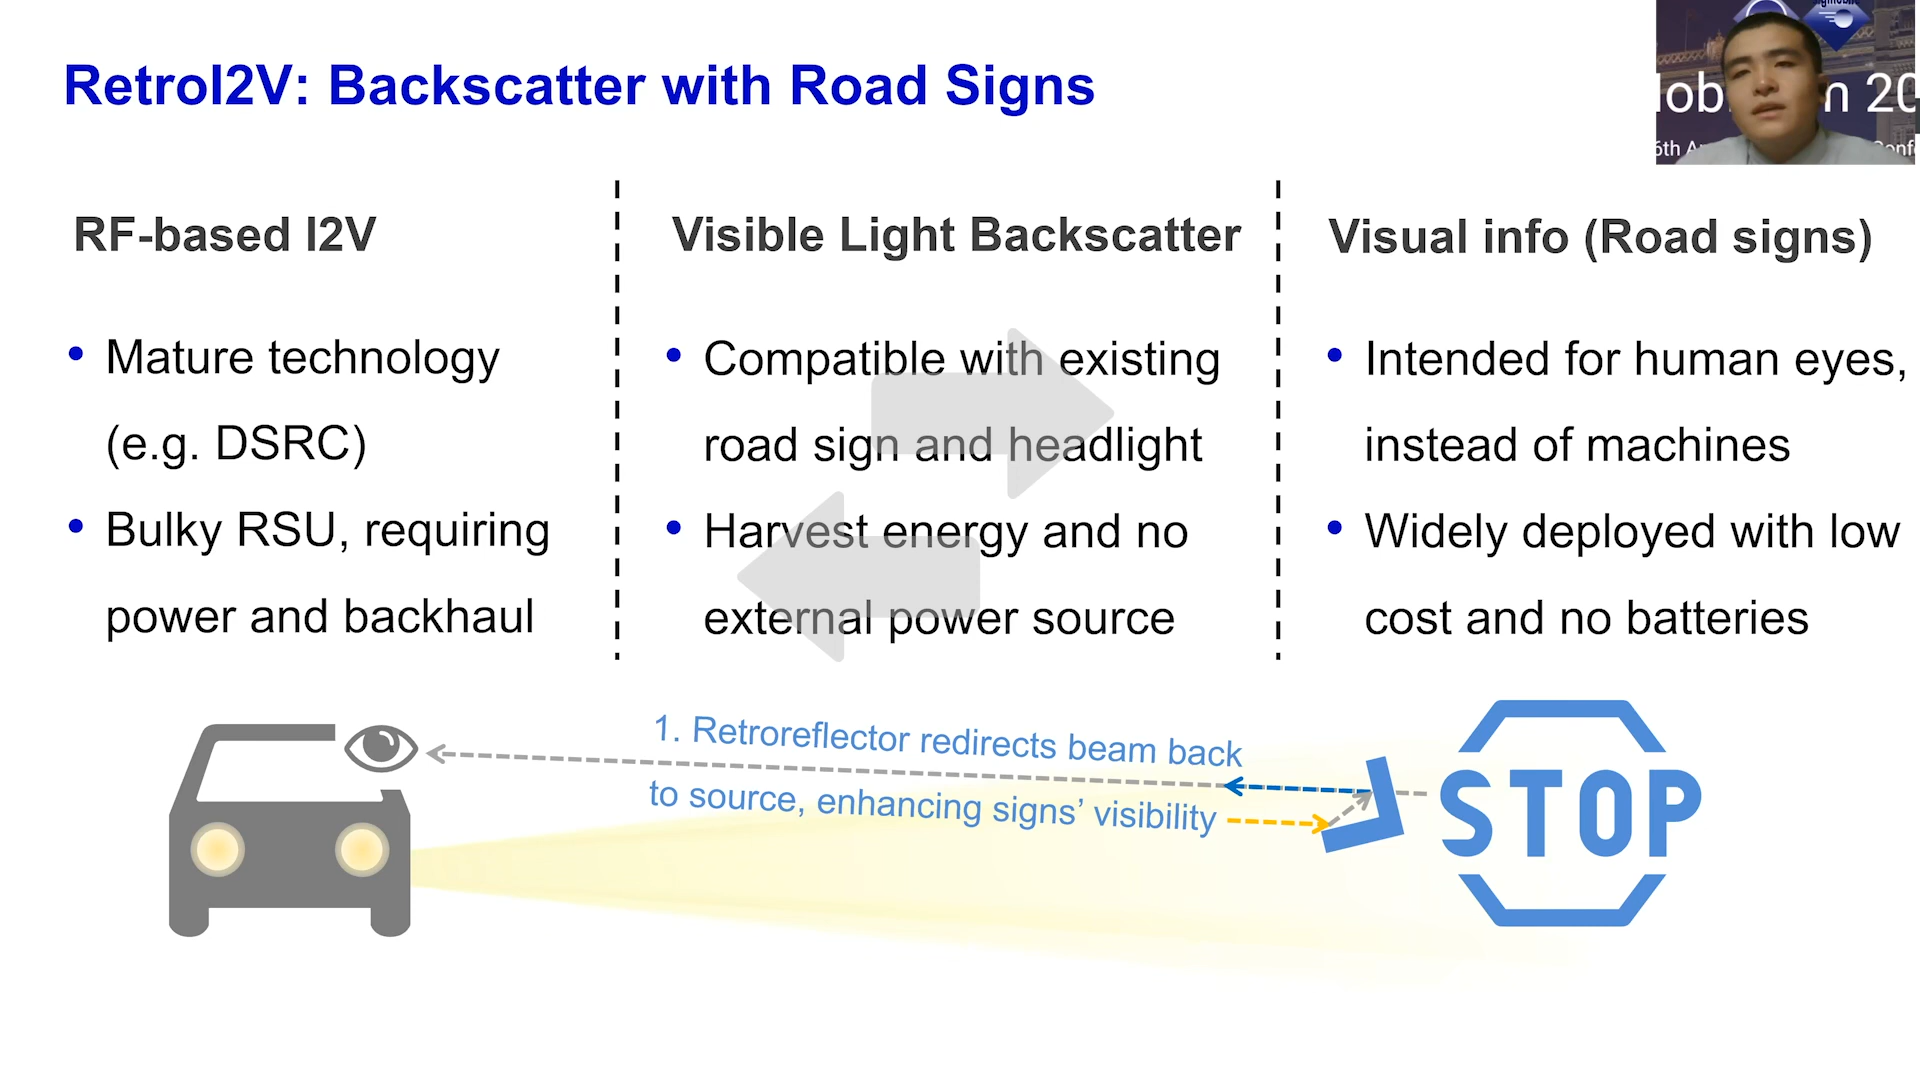 RetroI2V: Backscatter with Road Signs
RF-based I2V
• Mature technology
(e.g. DSRC)
• Bulky RSU, requiring
power and backhaul
Visible Light Backscatter
• Compatible with existing
road sign and headlight
• Harvest energy and no
external power source
Visual info (Road signs)
• Intended for human eyes,
instead of machines
• Widely deployed with low
cost and no batteries
1. Retroreflector redirects beam back
to source, enhancing signs’ visibility
STOP